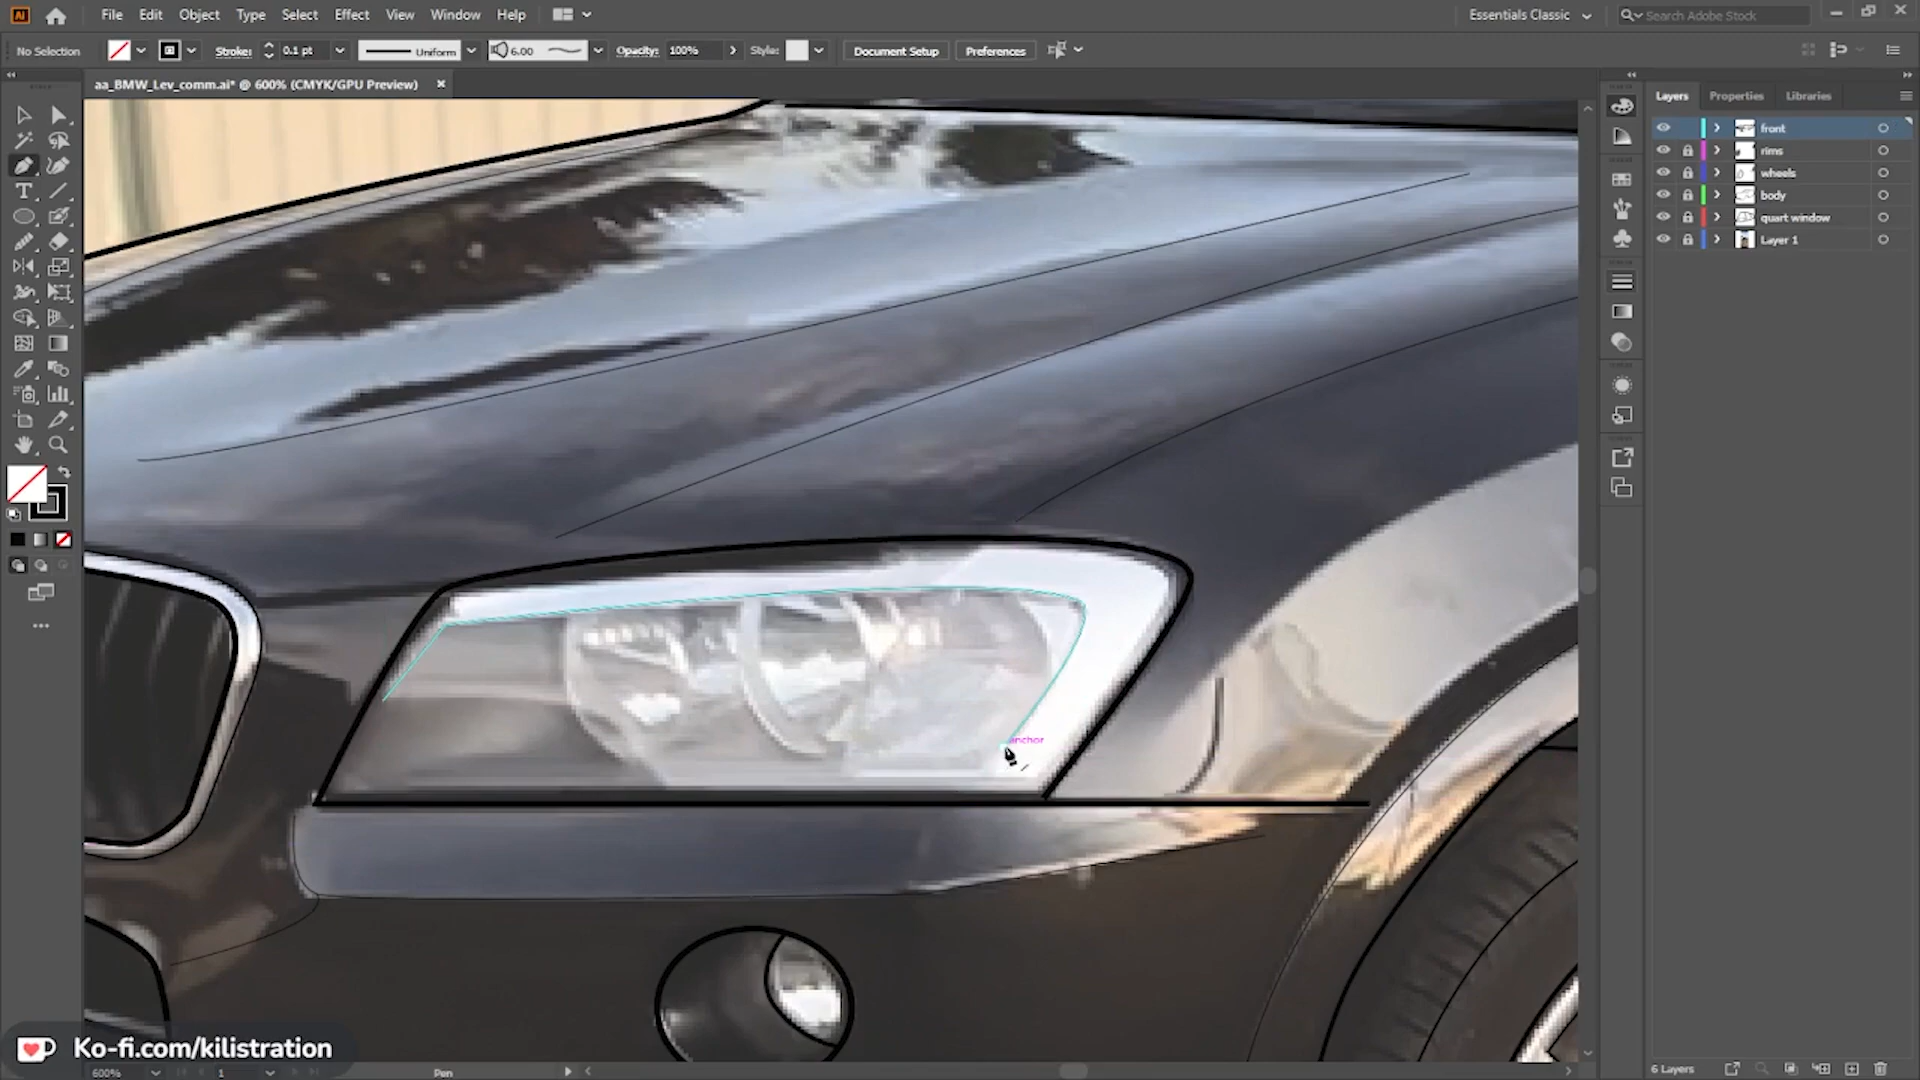 Ai File Edit Object Type Select Effect View Window Help Essentials Classic Search Adobe Stock
No Selection Stroke: 0.1 pt Uniform 6.00 Opacity: 100% Style: Document Setup Preferences
aa_BMW_Lev_comm.ai* @ 600% (CMYK/GPU Preview)
Layers Properties Libraries
front
rims
wheels
body
quart window
Layer 1
anchor
Ko-fi.com/kilistration
600% 1 Pen
6 Layers